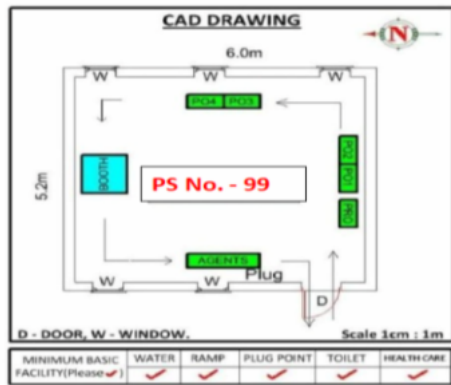 CAD DRAWING
N
6.0m
W W W
PO4 PO3
5.2m
BOOTH
PS No. - 99
PO2 PO1
PRO
AGENTS
Plug
W W
D
D - DOOR, W - WINDOW.
Scale 1cm : 1m
MINIMUM BASIC FACILITY(Please✓) WATER RAMP PLUG POINT TOILET HEALTH CARE
✓ ✓ ✓ ✓ ✓